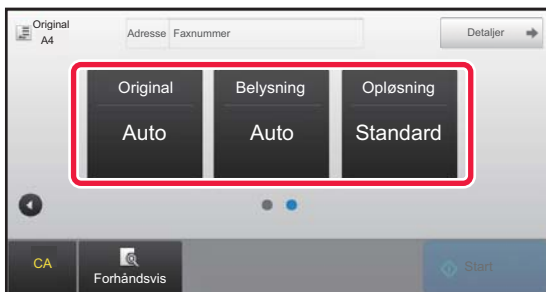 Original
A4
Adresse Faxnummer
Detaljer
Original
Auto
Belysning
Auto
Opløsning
Standard
CA
Forhåndsvis
Start